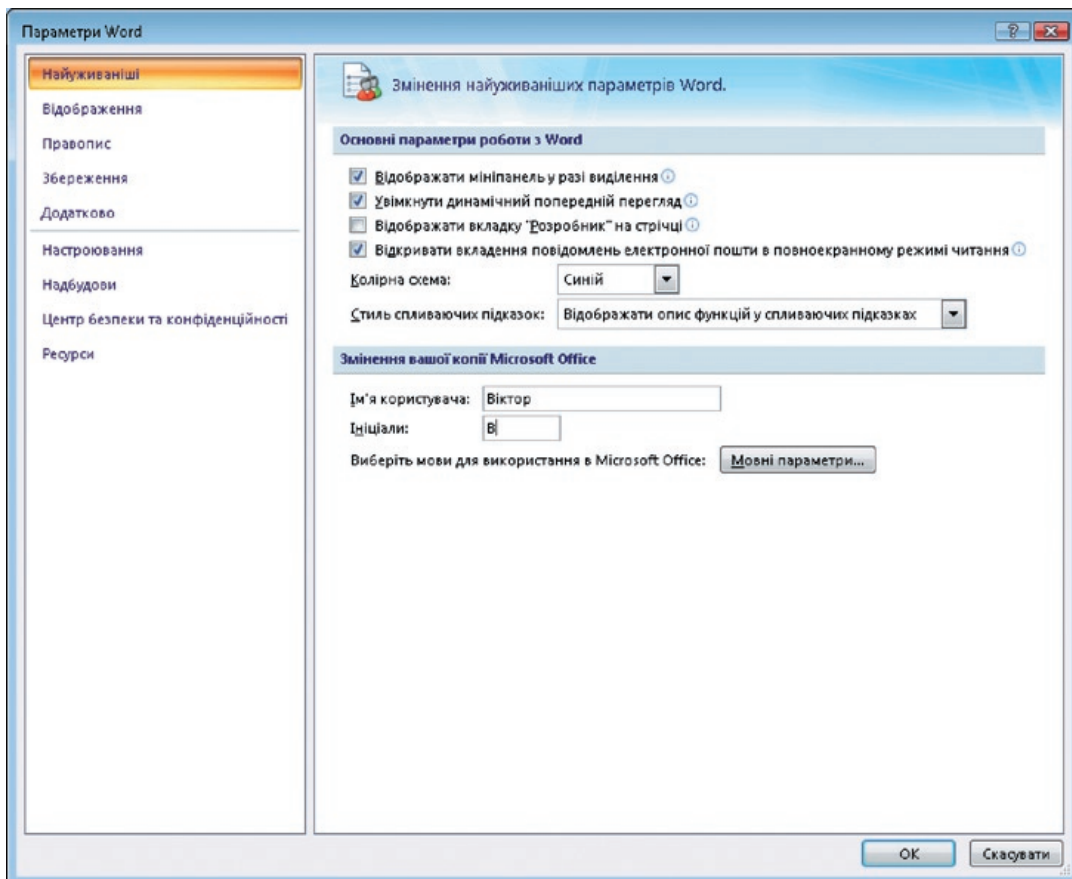 Параметри Word
Найуживаніші
Відображення
Правопис
Збереження
Додатково
Настроювання
Надбудови
Центр безпеки та конфіденційності
Ресурси
Змінення найуживаніших параметрів Word.
Основні параметри роботи з Word
Відображати мініпанель у разі виділення
Увімкнути динамічний попередній перегляд
Відображати вкладку "Розробник" на стрічці
Відкривати вкладення повідомлень електронної пошти в повноекранному режимі читання
Колірна схема: Синій
Стиль спливаючих підказок: Відображати опис функцій у спливаючих підказках
Змінення вашої копії Microsoft Office
Ім'я користувача: Віктор
Ініціали: В
Виберіть мови для використання в Microsoft Office: Мовні параметри...
ОК Скасувати